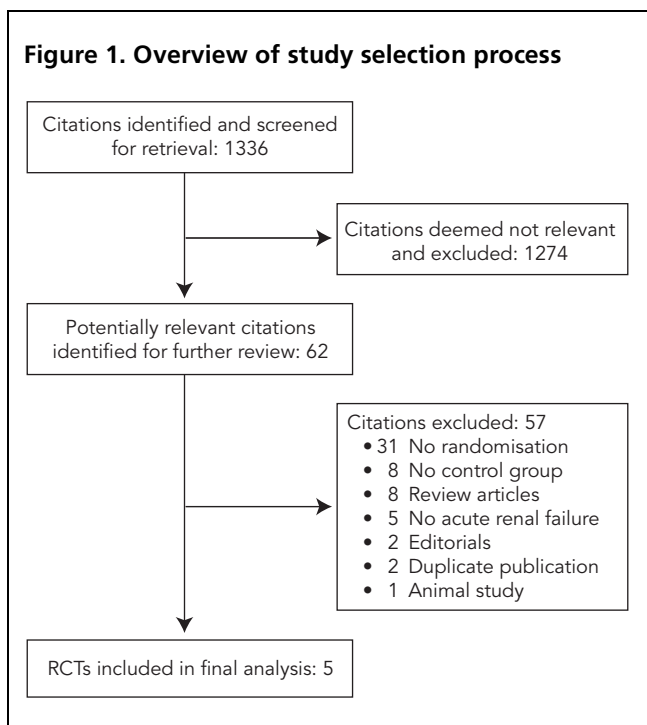 Figure 1. Overview of study selection process
Citations identified and screened
for retrieval: 1336
Citations deemed not relevant
and excluded: 1274
Potentially relevant citations
identified for further review: 62
Citations excluded: 57
• 31 No randomisation
• 8 No control group
• 8 Review articles
• 5 No acute renal failure
• 2 Editorials
• 2 Duplicate publication
• 1 Animal study
RCTs included in final analysis: 5